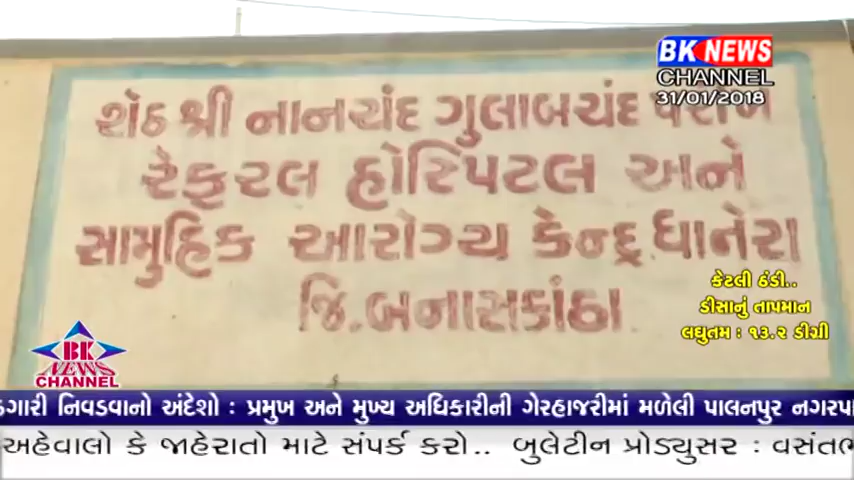 BK NEWS
CHANNEL
31/01/2018
શેઠ શ્રી નાનચંદ ગુલાબચંદ
રેફરલ હોસ્પિટલ અને
સામુહિક આરોગ્ય કેન્દ્ર ધાનેરા
જિ. બનાસકાંઠા
કેટલી ઠંડી..
ડીસાનું તાપમાન
લઘુતમ : ૧૩.૨ ડીગ્રી
BK
NEWS
CHANNEL
નિવડવાનો અંદેશો : પ્રમુખ અને મુખ્ય અધિકારીની ગેરહાજરીમાં મળેલી પાલનપુર
અહેવાલો કે જાહેરાતો માટે સંપર્ક કરો.. બુલેટીન પ્રોડ્યુસર :